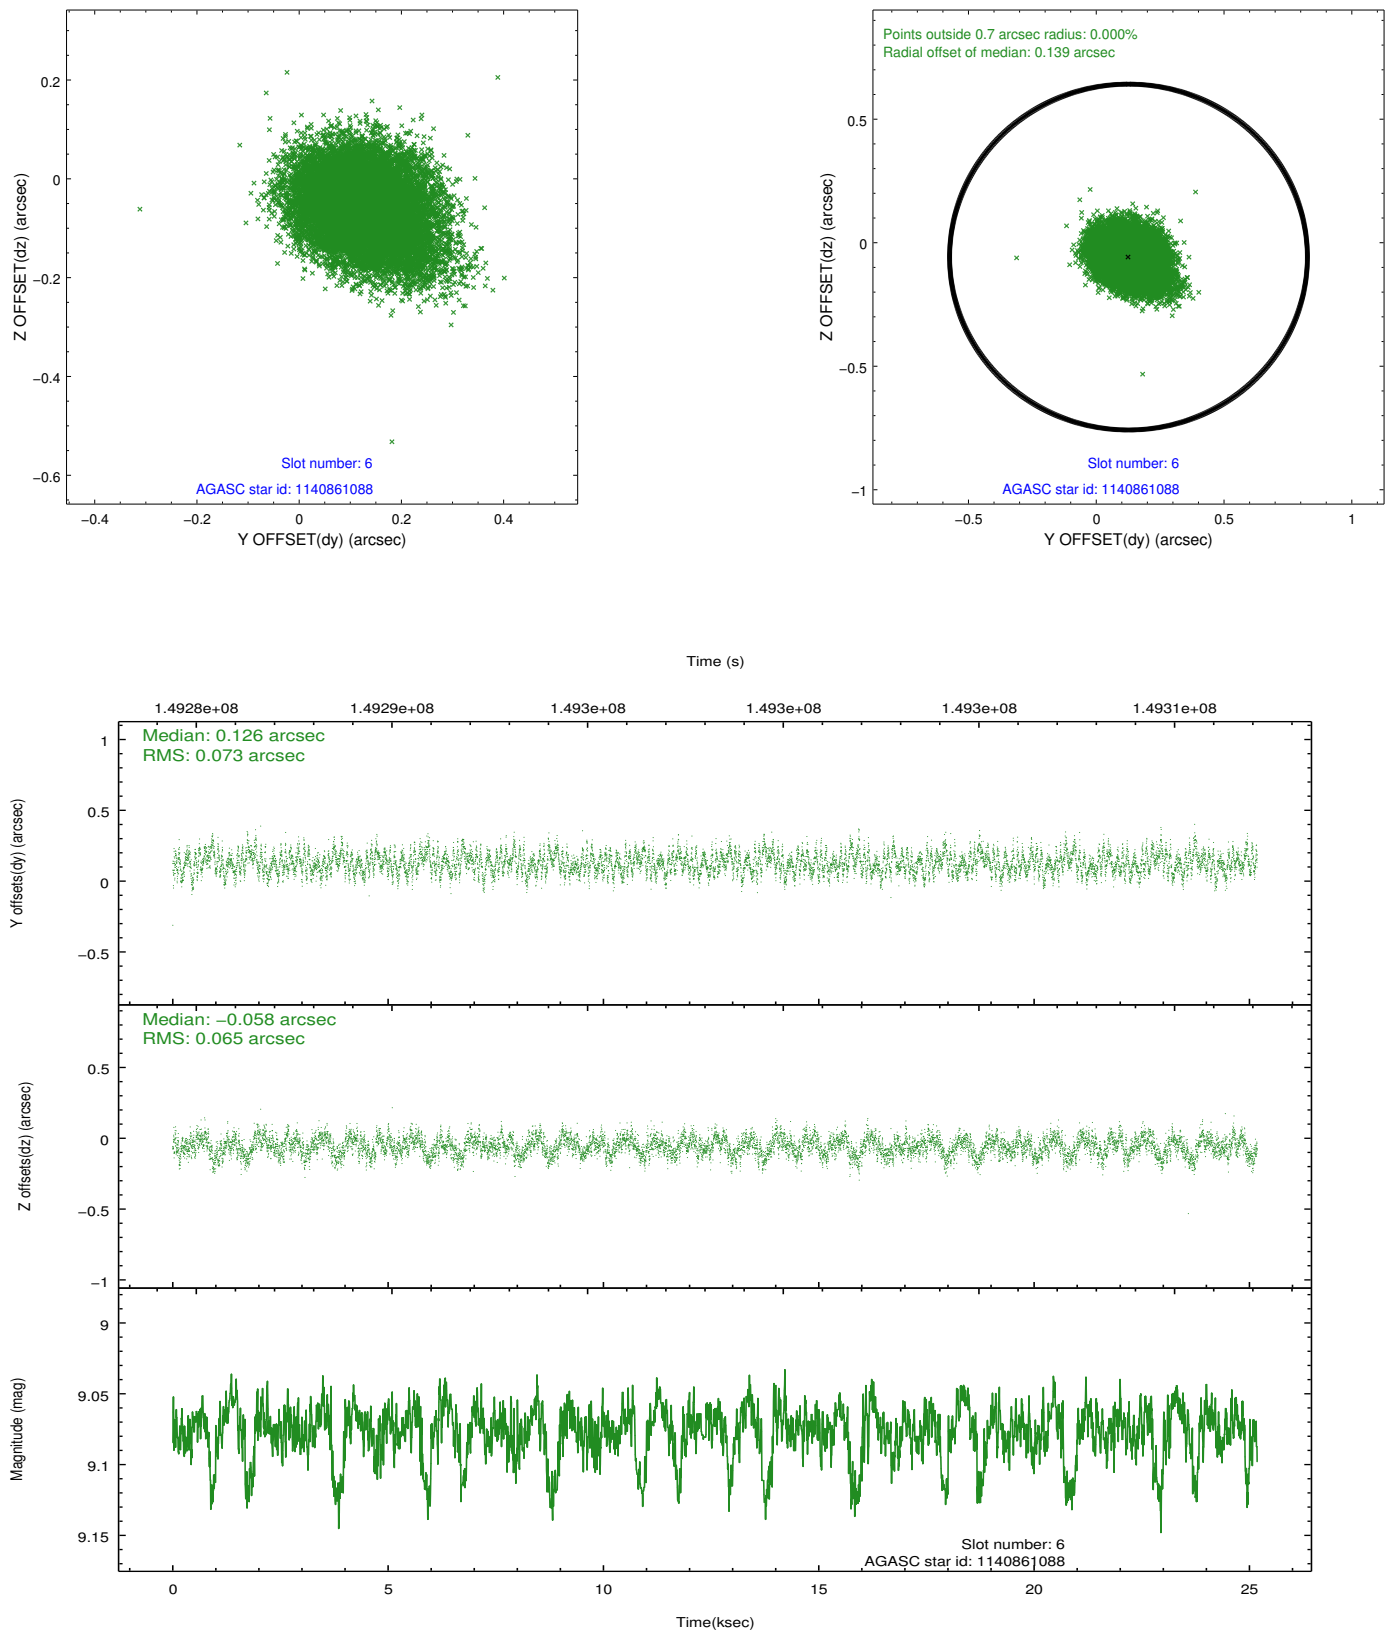 0.2
0
−0.2
−0.4
−0.6
Z OFFSET(dz) (arcsec)
Slot number: 6
AGASC star id: 1140861088
−0.4 −0.2 0 0.2 0.4
Y OFFSET(dy) (arcsec)
Points outside 0.7 arcsec radius: 0.000%
Radial offset of median: 0.139 arcsec
0.5
0
−0.5
−1
Z OFFSET(dz) (arcsec)
Slot number: 6
AGASC star id: 1140861088
−0.5 0 0.5 1
Y OFFSET(dy) (arcsec)
Time (s)
1.4928e+08 1.4929e+08 1.493e+08 1.493e+08 1.493e+08 1.4931e+08
Median: 0.126 arcsec
RMS: 0.073 arcsec
1
0.5
0
−0.5
Y offsets(dy) (arcsec)
Median: −0.058 arcsec
RMS: 0.065 arcsec
0.5
0
−0.5
−1
Z offsets(dz) (arcsec)
9
9.05
9.1
9.15
Magnitude (mag)
Slot number: 6
AGASC star id: 1140861088
0 5 10 15 20 25
Time(ksec)